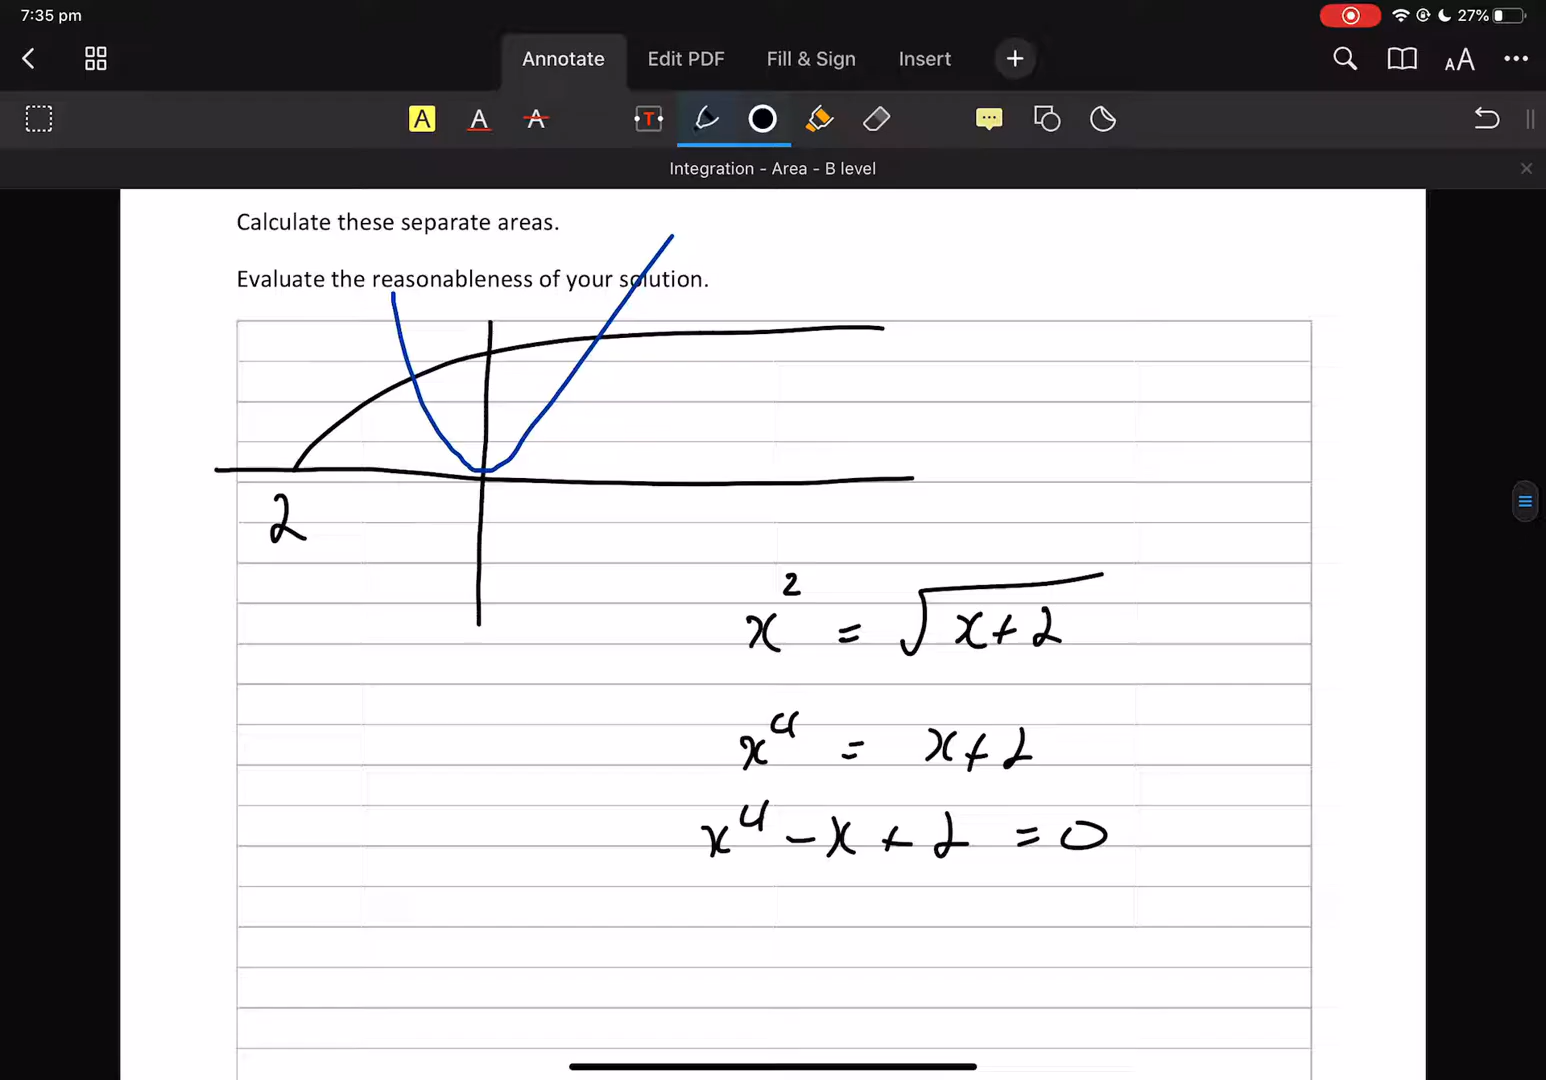 7:35 pm
27%
Annotate Edit PDF Fill & Sign Insert
A A A T
AA
Integration - Area - B level
Calculate these separate areas.
Evaluate the reasonableness of your solution.
2
x² = √x+2
x⁴ = x+2
x⁴ - x + 2 = 0